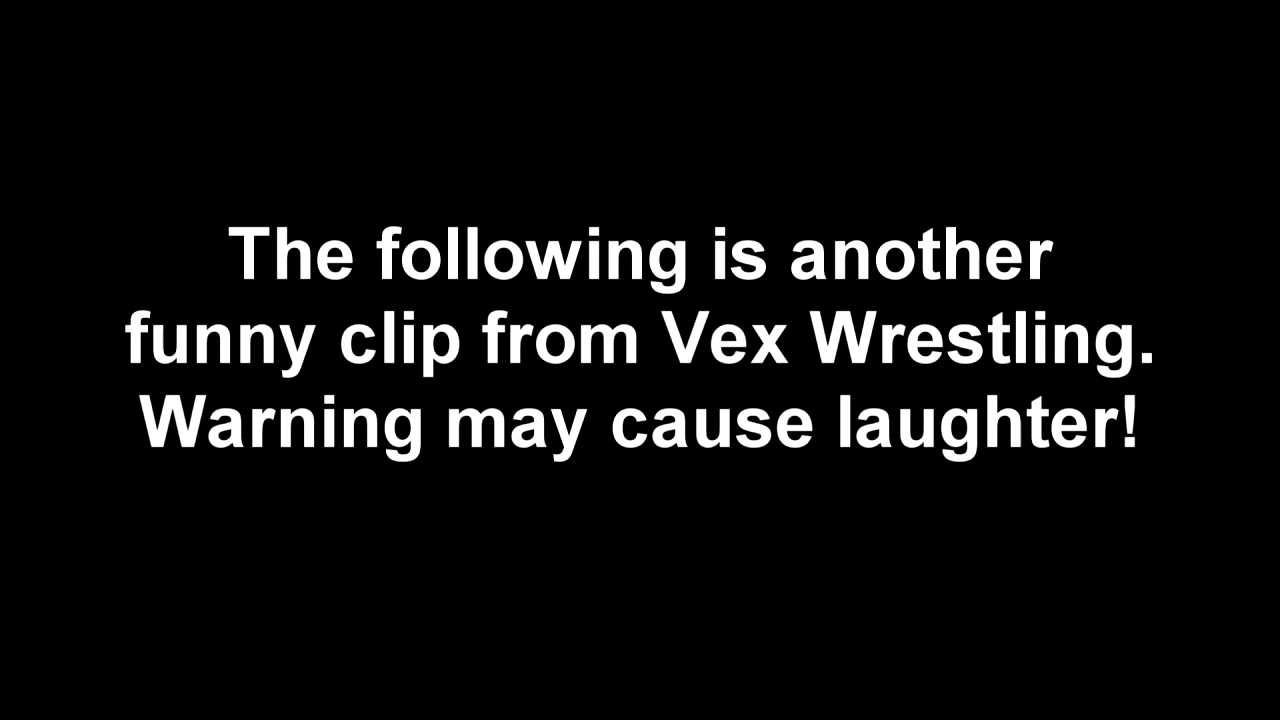 The following is another
funny clip from Vex Wrestling.
Warning may cause laughter!